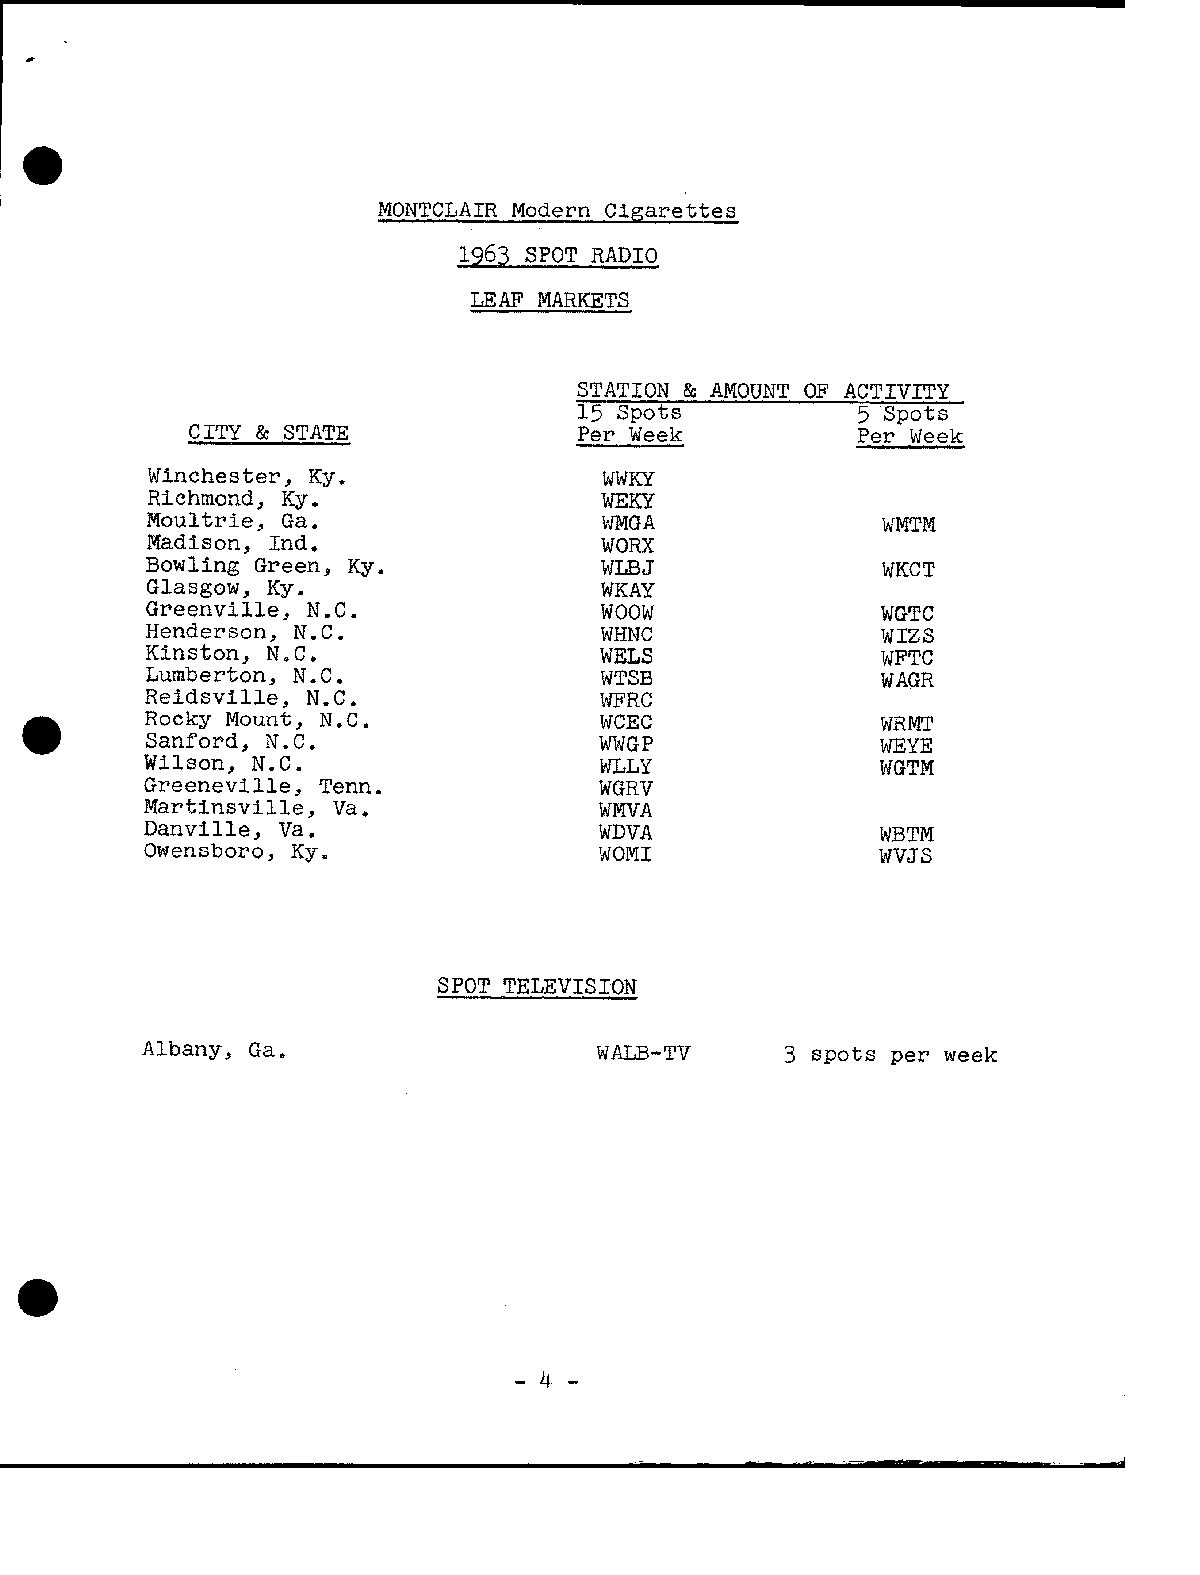 MONTCLAIR Modern Cigarettes
1963 SPOT RADIO
LEAF MARKETS
STATION & AMOUNT OF ACTIVITY
15 Spots 5 Spots
CITY & STATE Per Week Per Week
Winchester, Ky. WWKY
Richmond, Ky. WEKY
Moultrie, Ga. WMGA WMTM
Madison, Ind. WORX
Bowling Green, Ky. WLBJ WKCT
Glasgow, Ky. WKAY
Greenville, N.C. WOOW WGTC
Henderson, N.C. WHNC WIZS
Kinston, N.C. WELS WFTC
Lumberton, N.C. WTSB WAGR
Reidsville, N.C. WFRC
Rocky Mount, N.C. WCEC WRMT
Sanford, N.C. WWGP WEYE
Wilson, N.C. WLLY WGTM
Greeneville, Tenn. WGRV
Martinsville, Va. WMVA
Danville, Va. WDVA WBTM
Owensboro, Ky. WOMI WVJS
SPOT TELEVISION
Albany, Ga. WALB-TV 3 spots per week
- 4 -